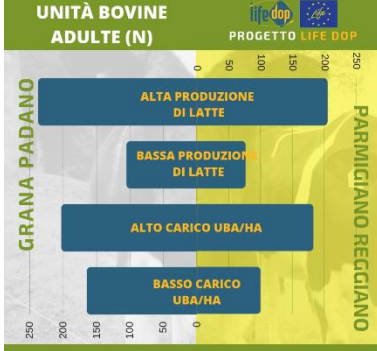 UNITÀ BOVINE
ADULTE (N)
lifedop
Life
PROGETTO LIFE DOP
0
50
100
150
200
250
GRANA PADANO
PARMIGIANO REGGIANO
ALTA PRODUZIONE
DI LATTE
BASSA PRODUZIONE
DI LATTE
ALTO CARICO UBA/HA
BASSO CARICO
UBA/HA
250
200
150
100
50
0